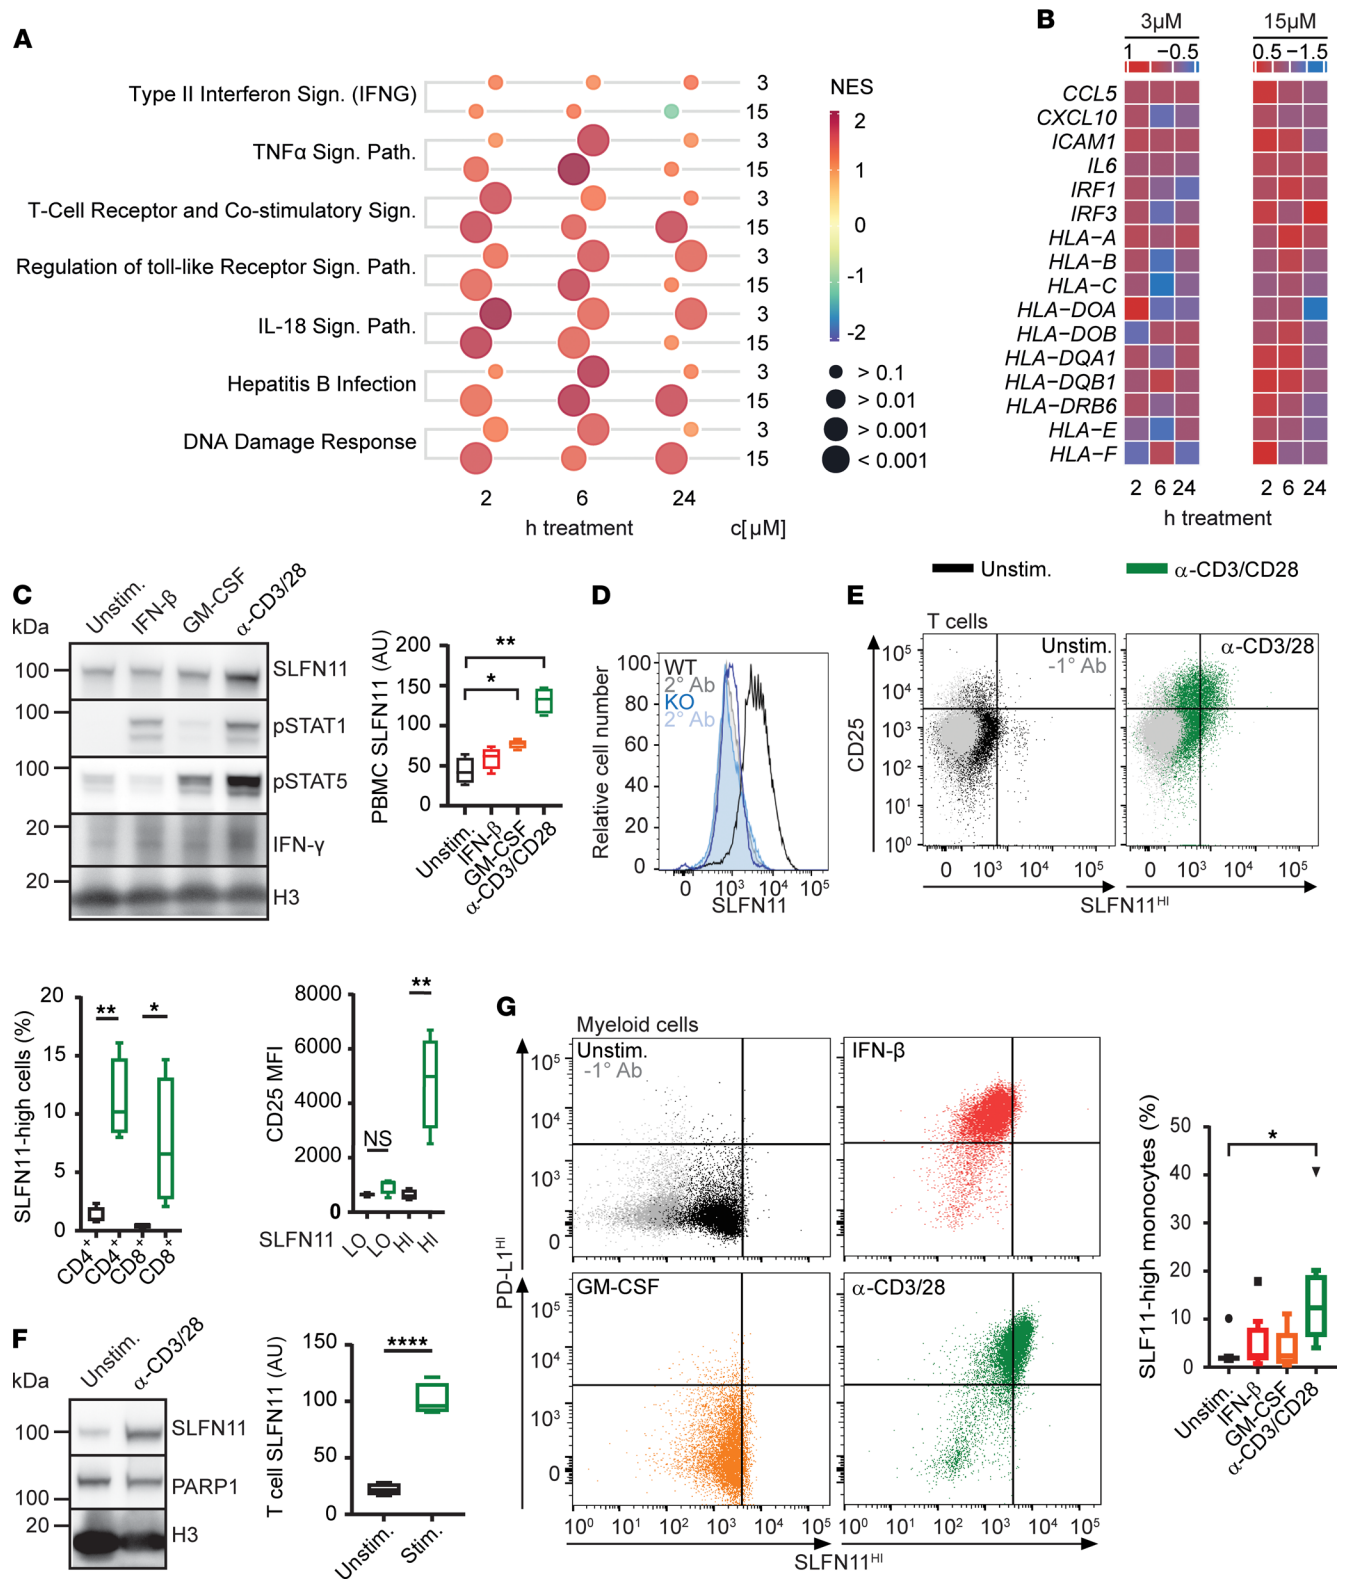 A
Type II Interferon Sign. (IFNG)
TNFα Sign. Path.
T-Cell Receptor and Co-stimulatory Sign.
Regulation of toll-like Receptor Sign. Path.
IL-18 Sign. Path.
Hepatitis B Infection
DNA Damage Response
3
15
3
15
3
15
3
15
3
15
3
15
3
15
2 6 24
h treatment c[µM]
NES
2
1
0
-1
-2
> 0.1
> 0.01
> 0.001
< 0.001
B
3µM 15µM
1 −0.5 0.5 −1.5
CCL5
CXCL10
ICAM1
IL6
IRF1
IRF3
HLA−A
HLA−B
HLA−C
HLA−DOA
HLA−DOB
HLA−DQA1
HLA−DQB1
HLA−DRB6
HLA−E
HLA−F
2 6 24 2 6 24
h treatment
Unstim. α-CD3/CD28
C
kDa
Unstim.
IFN-β
GM-CSF
α-CD3/28
100 SLFN11
100 pSTAT1
100 pSTAT5
20 IFN-γ
20 H3
PBMC SLFN11 (AU)
200
150
100
50
0
**
*
Unstim.
IFN-β
GM-CSF
α-CD3/CD28
D
Relative cell number
100
80
60
40
20
0
WT
2° Ab
KO
2° Ab
0 10³ 10⁴ 10⁵
SLFN11
E
T cells
CD25
10⁵
10⁴
10³
10²
10¹
10⁰
Unstim.
-1° Ab
α-CD3/28
0 10³ 10⁴ 10⁵
0 10³ 10⁴ 10⁵
SLFN11ᴴᴵ
SLFN11-high cells (%)
20
15
10
5
0
** *
CD4⁺
CD4⁺
CD8⁺
CD8⁺
CD25 MFI
8000
6000
4000
2000
0
NS
**
SLFN11
LO
LO
HI
HI
F
kDa
Unstim.
α-CD3/28
100 SLFN11
PARP1
100
20 H3
T cell SLFN11 (AU)
150
100
50
0
****
Unstim.
Stim.
G
Myeloid cells
Unstim.
-1° Ab
IFN-β
GM-CSF
α-CD3/28
PD-L1ᴴᴵ
10⁵
10⁴
10³
0
10⁵
10⁴
10³
0
10⁰ 10¹ 10² 10³ 10⁴ 10⁵
10⁰ 10¹ 10² 10³ 10⁴ 10⁵
SLFN11ᴴᴵ
SLF11-high monocytes (%)
50
40
30
20
10
0
*
Unstim.
IFN-β
GM-CSF
α-CD3/CD28